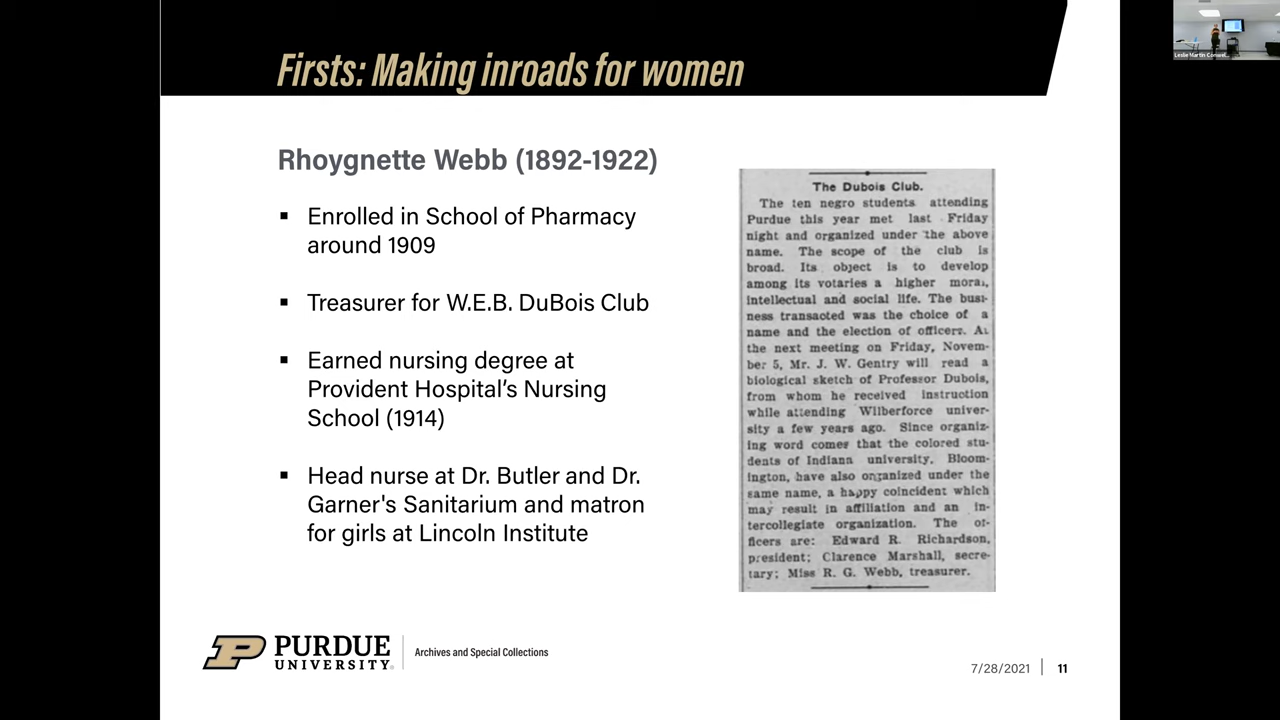 Firsts: Making inroads for women
Rhoygnette Webb (1892-1922)
▪ Enrolled in School of Pharmacy
around 1909
▪ Treasurer for W.E.B. DuBois Club
▪ Earned nursing degree at
Provident Hospital's Nursing
School (1914)
▪ Head nurse at Dr. Butler and Dr.
Garner's Sanitarium and matron
for girls at Lincoln Institute
The Dubois Club.
The ten negro students attending
Purdue this year met last Friday
night and organized under the above
name. The scope of the club is
broad. Its object is to develop
among its votaries a higher moral,
intellectual and social life. The busi-
ness transacted was the choice of a
name and the election of officers. At
the next meeting on Friday, Novem-
ber 5, Mr. J. W. Gentry will read a
biological sketch of Professor Dubois,
from whom he received instruction
while attending Wilberforce univer-
sity a few years ago. Since organiz-
ing word comes that the colored stu-
dents of Indiana university, Bloom-
ington, have also organized under the
same name, a happy coincident which
may result in affiliation and an in-
tercollegiate organization. The of-
ficers are: Edward R. Richardson,
president; Clarence Marshall, secre-
tary; Miss R. G. Webb, treasurer.
PURDUE
UNIVERSITY
Archives and Special Collections
7/28/2021 | 11
Leslie Martin